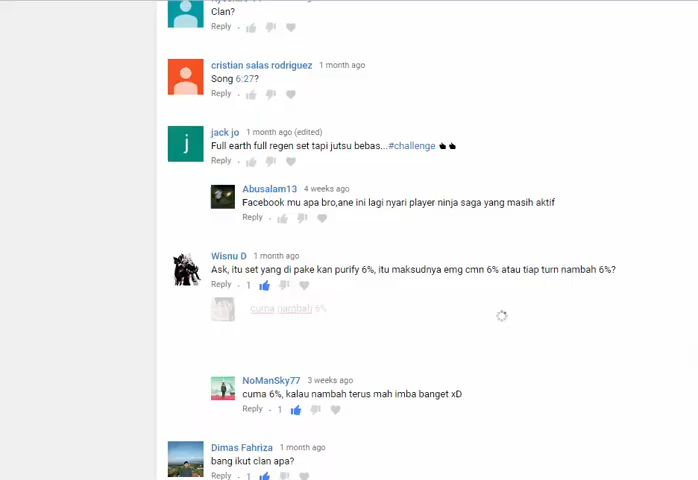 Clan?
Reply
cristian salas rodriguez 1 month ago
Song 6:27?
Reply
j
jack jo 1 month ago (edited)
Full earth full regen set tapi jutsu bebas...#challenge
Reply
Abusalam13 4 weeks ago
Facebook mu apa bro,ane ini lagi nyari player ninja saga yang masih aktif
Reply
Wisnu D 1 month ago
Ask, itu set yang di pake kan purify 6%, itu maksudnya emg cmn 6% atau tiap turn nambah 6%?
Reply 1
cuma nambah 6%
NoManSky77 3 weeks ago
cuma 6%, kalau nambah terus mah imba banget xD
Reply 1
Dimas Fahriza 1 month ago
bang ikut clan apa?
Reply 1